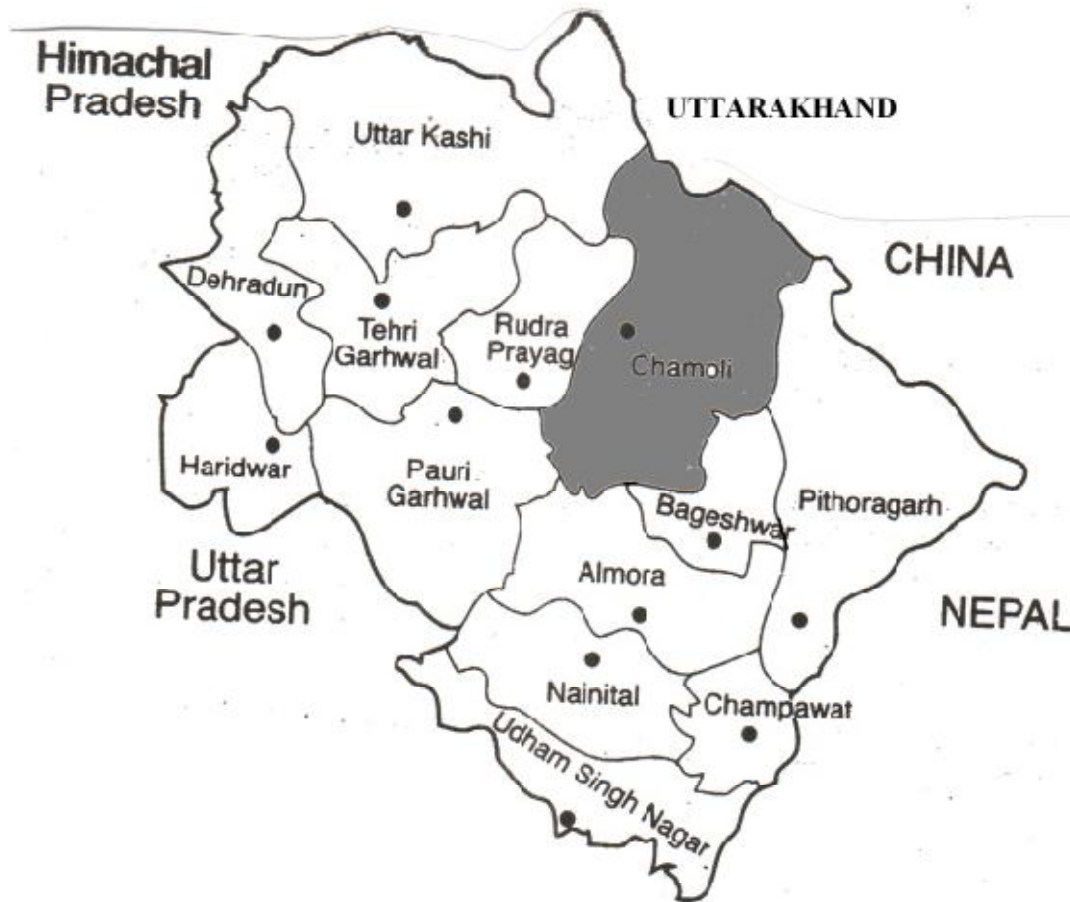 Himachal
Pradesh
UTTARAKHAND
Uttar Kashi
CHINA
Dehradun
Tehri
Garhwal
Rudra
Prayag
Chamoli
Haridwar
Pauri
Garhwal
Bageshwar
Pithoragarh
Uttar
Pradesh
Almora
NEPAL
Nainital
Champawat
Udham Singh Nagar